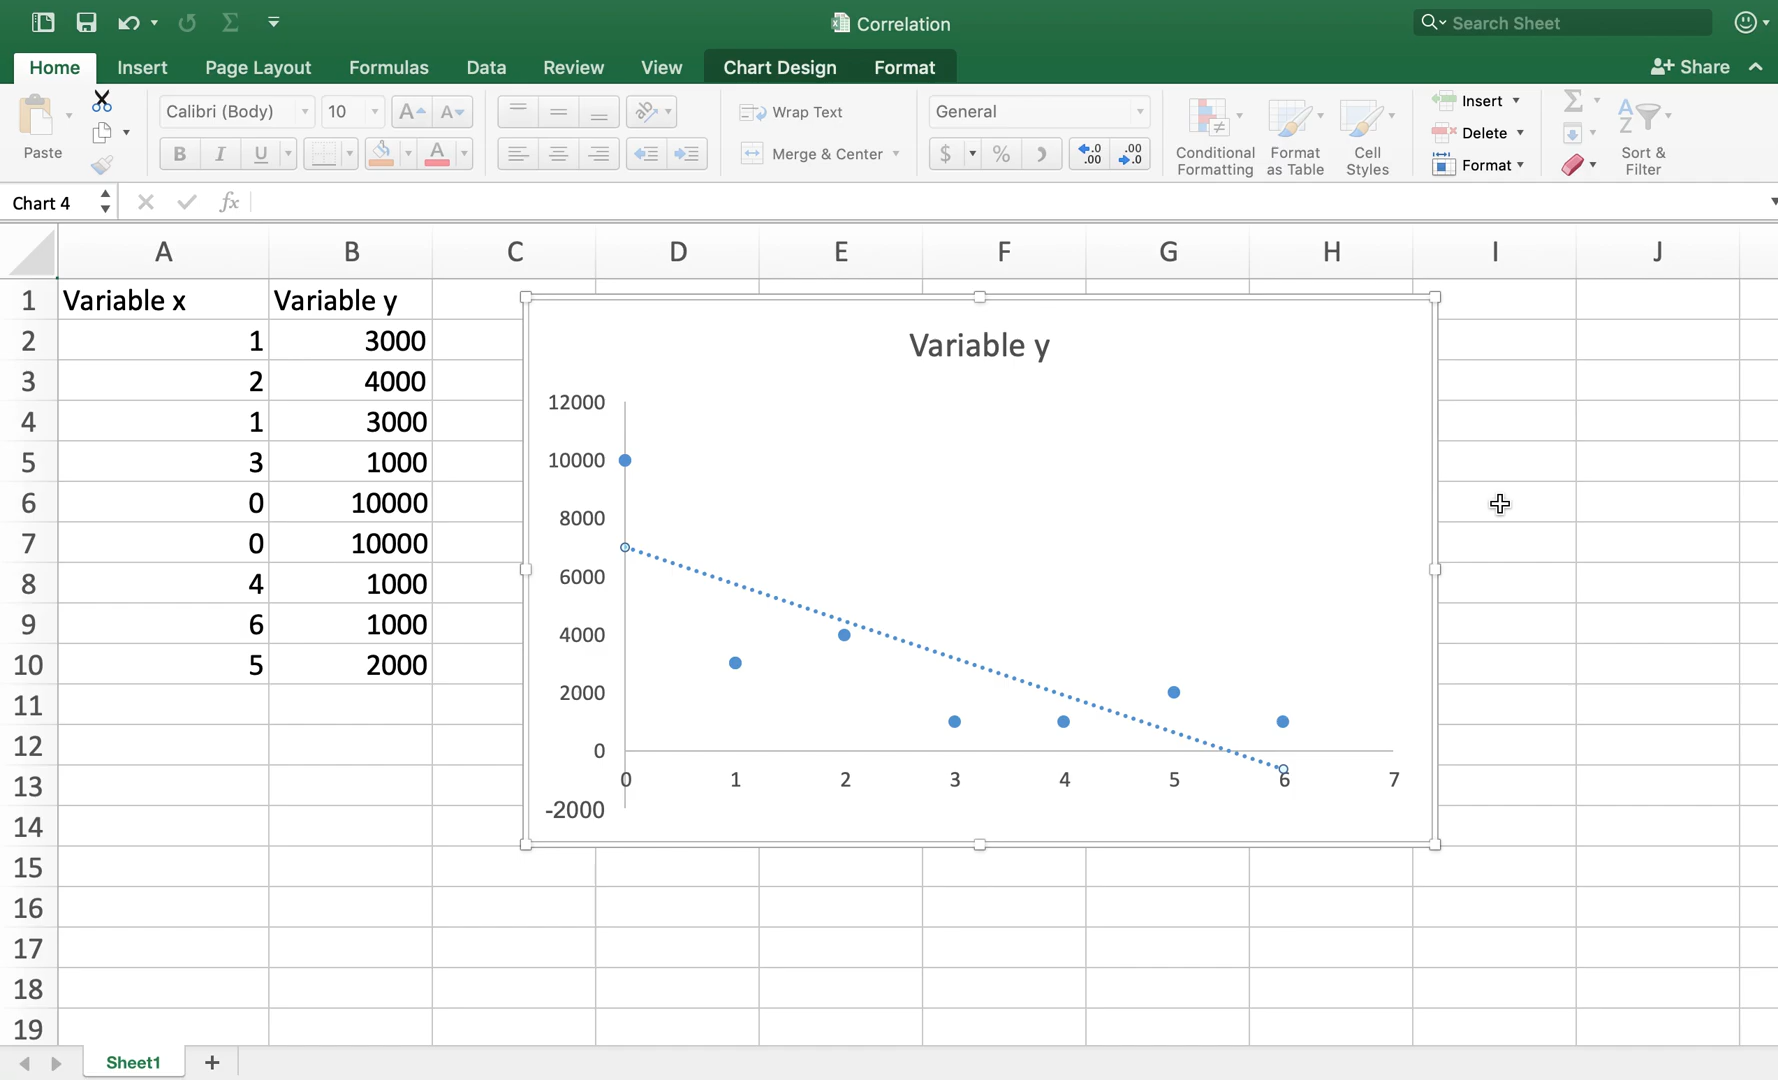 Correlation
Search Sheet
Home Insert Page Layout Formulas Data Review View Chart Design Format Share
Paste
Calibri (Body) 10 A A
B I U A
Wrap Text
Merge & Center
General
$ % .0 .00 .00 .0
Conditional Formatting
Format as Table
Cell Styles
Insert
Delete
Format
Σ
A Z
Sort & Filter
Chart 4 fx
A B C D E F G H I J
1 Variable x Variable y
2 1 3000
3 2 4000
4 1 3000
5 3 1000
6 0 10000
7 0 10000
8 4 1000
9 6 1000
10 5 2000
11
12
13
14
15
16
17
18
19
Variable y
12000
10000
8000
6000
4000
2000
0
-2000
0 1 2 3 4 5 6 7
Sheet1 +